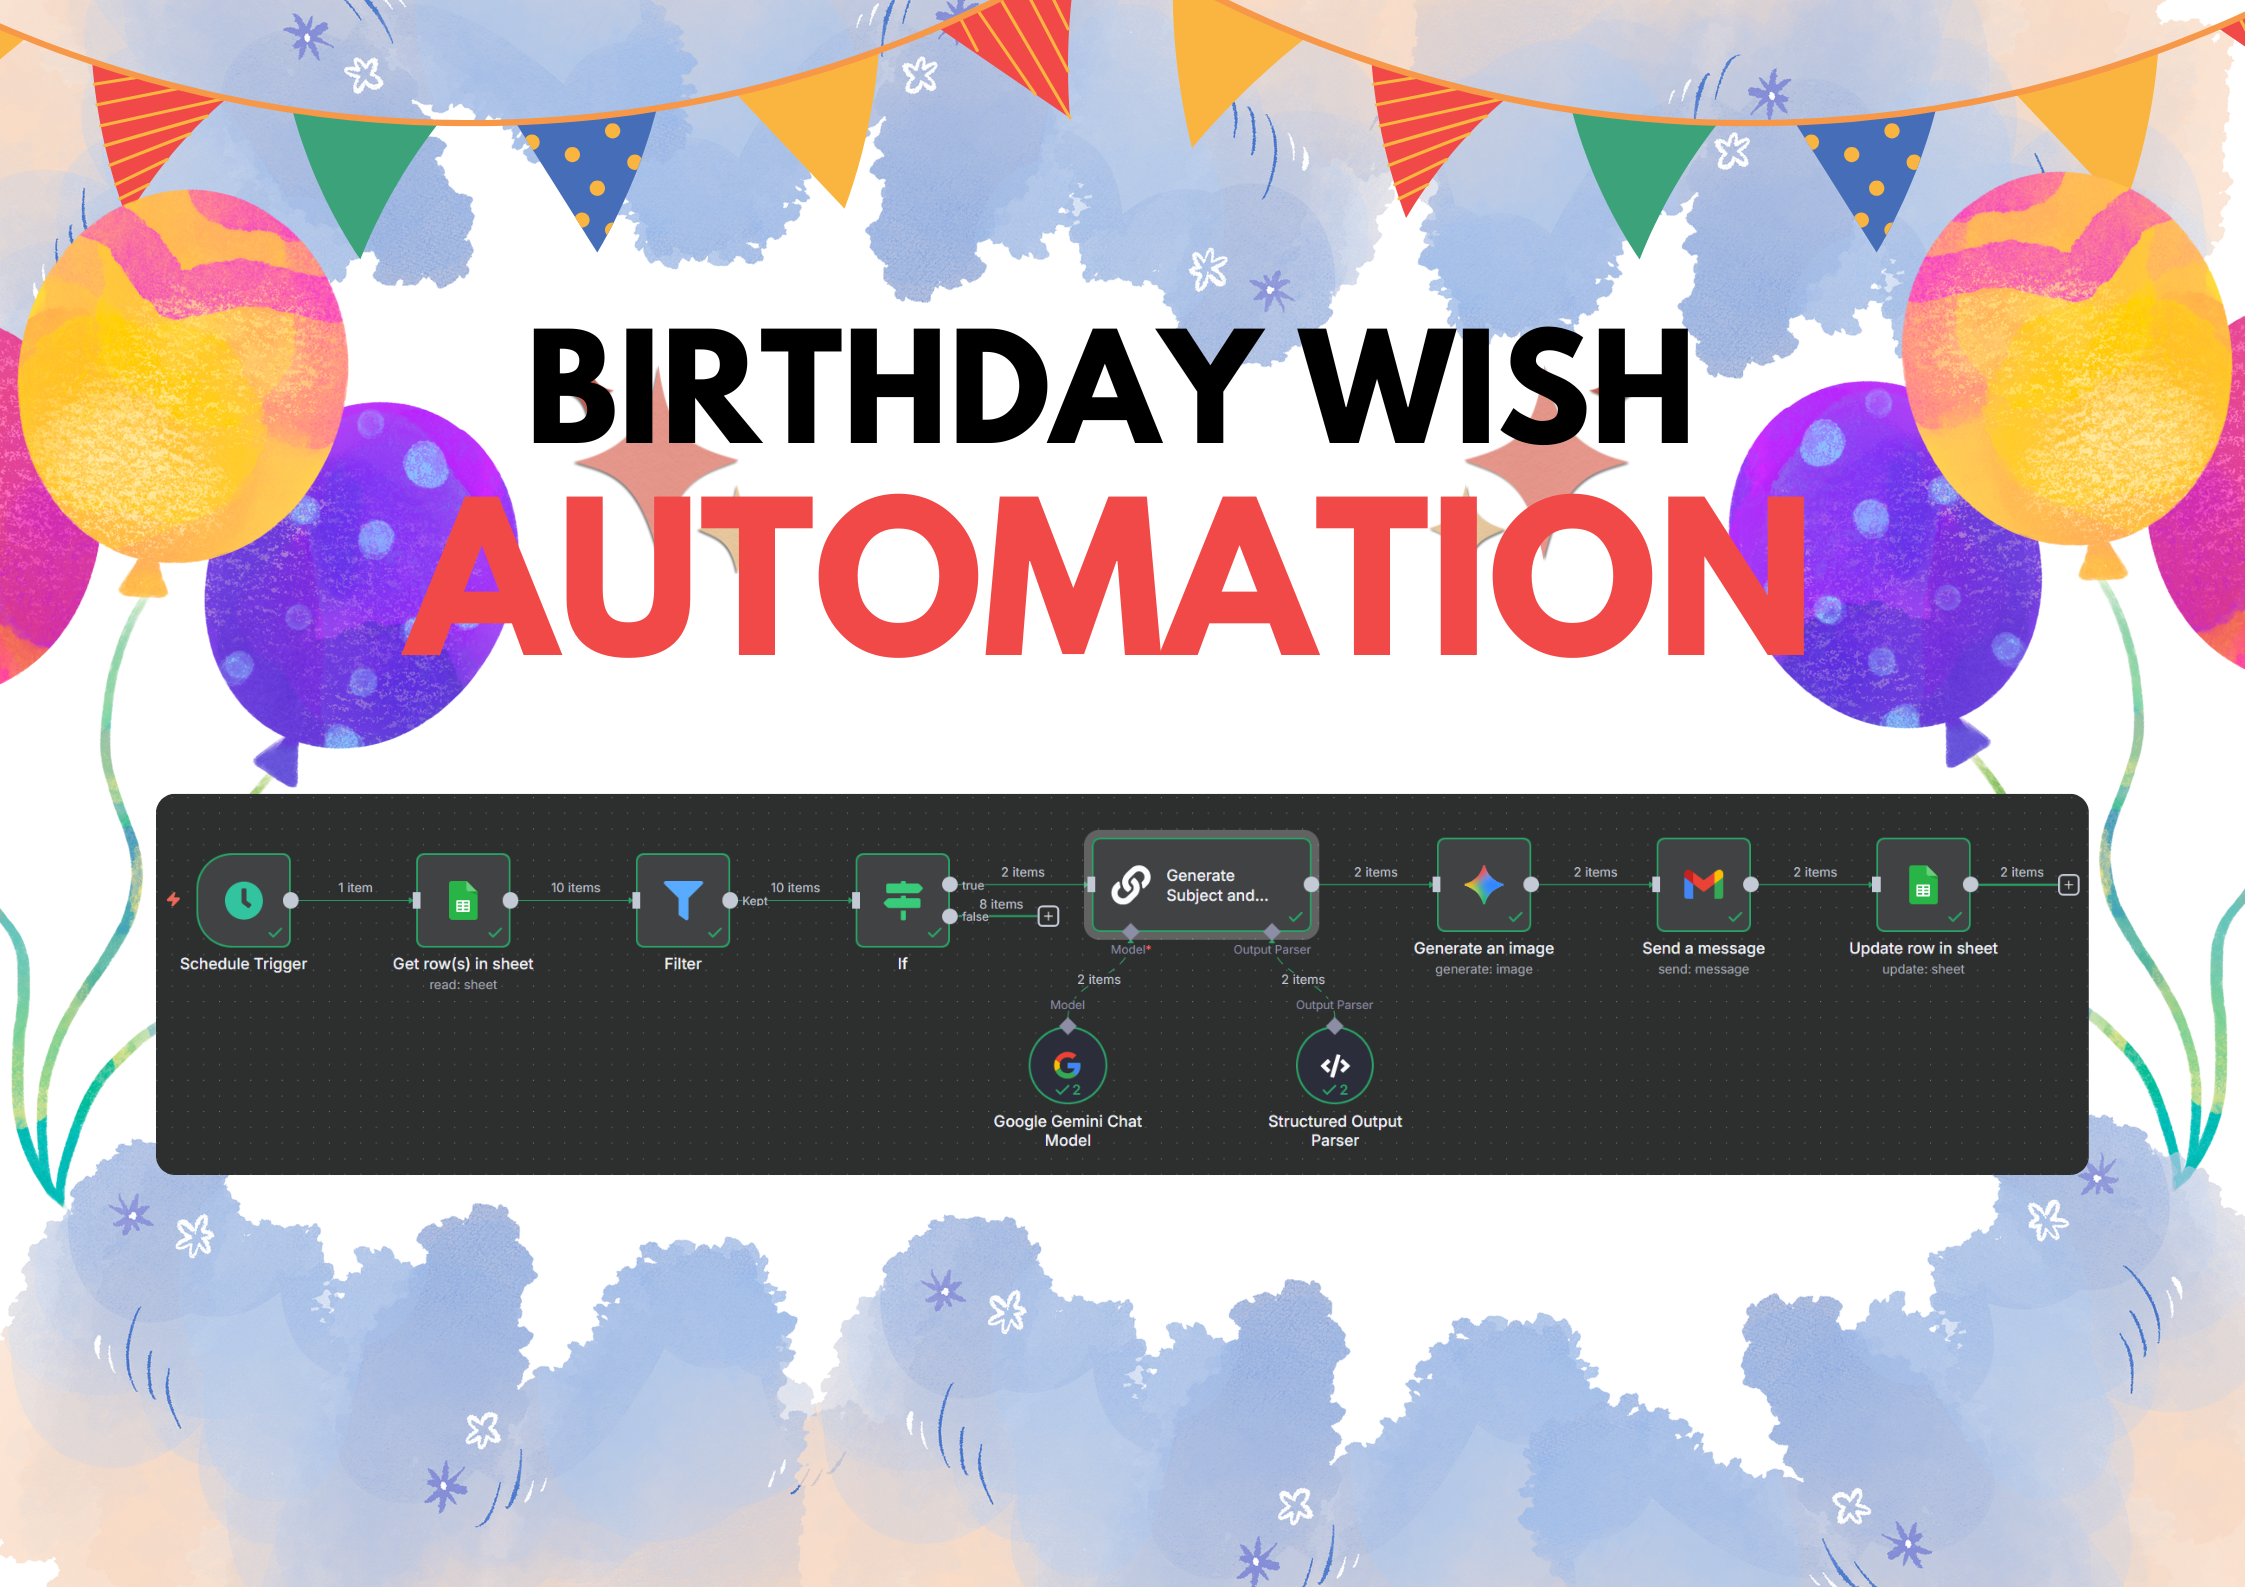 BIRTHDAY WISH
AUTOMATION
1 item
10 items
Kept
10 items
true
2 items
false
8 items
Generate
Subject and...
2 items
2 items
2 items
2 items
Schedule Trigger
Get row(s) in sheet
read: sheet
Filter
If
Model*
Output Parser
Generate an image
generate: image
Send a message
send: message
Update row in sheet
update: sheet
2 items
2 items
Model
Output Parser
2
2
Google Gemini Chat
Model
Structured Output
Parser